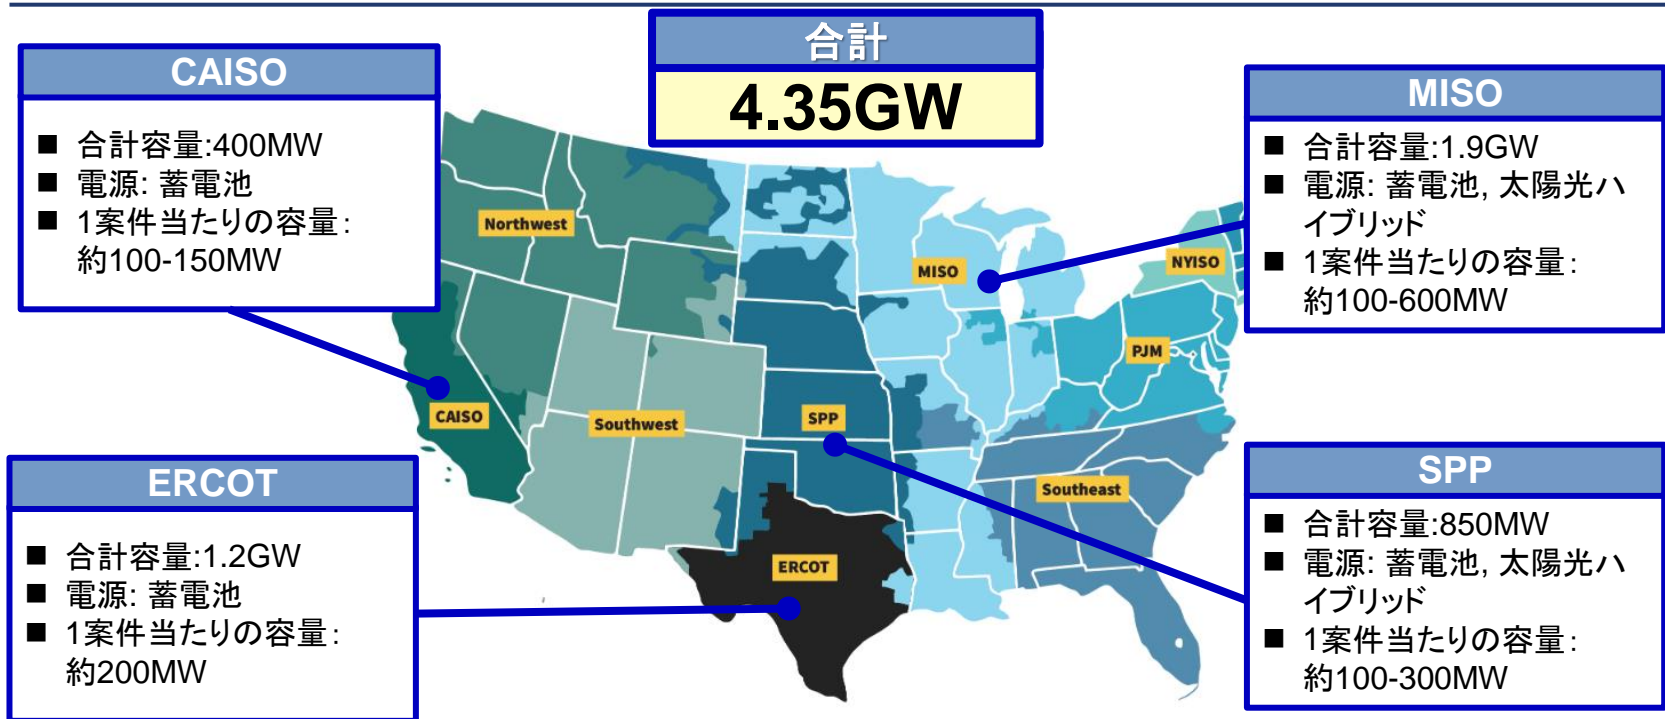 合計
4.35GW
CAISO
■ 合計容量:400MW
■ 電源: 蓄電池
■ 1案件当たりの容量：
約100-150MW
MISO
■ 合計容量:1.9GW
■ 電源: 蓄電池, 太陽光ハ
イブリッド
■ 1案件当たりの容量：
約100-600MW
Northwest
MISO
NYISO
PJM
CAISO
Southwest
SPP
Southeast
ERCOT
ERCOT
■ 合計容量:1.2GW
■ 電源: 蓄電池
■ 1案件当たりの容量：
約200MW
SPP
■ 合計容量:850MW
■ 電源: 蓄電池, 太陽光ハ
イブリッド
■ 1案件当たりの容量：
約100-300MW